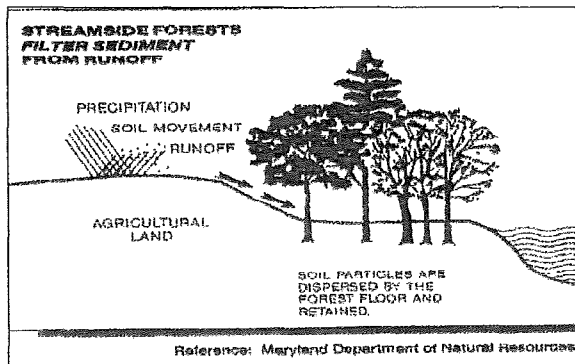 STREAMSIDE FORESTS
FILTER SEDIMENT
FROM RUNOFF
PRECIPITATION
SOIL MOVEMENT
RUNOFF
AGRICULTURAL
LAND
SOIL PARTICLES ARE
DISPERSED BY THE
FOREST FLOOR AND
RETAINED.
Reference: Maryland Department of Natural Resources